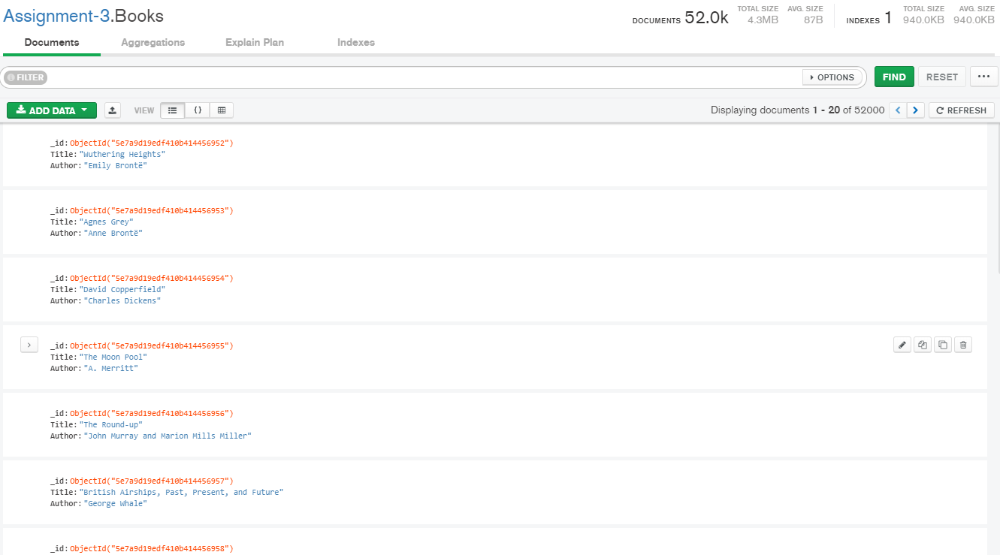 Assignment-3.Books
DOCUMENTS 52.0k TOTAL SIZE 4.3MB AVG. SIZE 87B INDEXES 1 TOTAL SIZE 940.0KB AVG. SIZE 940.0KB
Documents Aggregations Explain Plan Indexes
FILTER OPTIONS FIND RESET ...
ADD DATA VIEW { } Displaying documents 1 - 20 of 52000 REFRESH
_id: ObjectId("5e7a9d19edf410b414456952")
Title: "Wuthering Heights"
Author: "Emily Brontë"
_id: ObjectId("5e7a9d19edf410b414456953")
Title: "Agnes Grey"
Author: "Anne Brontë"
_id: ObjectId("5e7a9d19edf410b414456954")
Title: "David Copperfield"
Author: "Charles Dickens"
_id: ObjectId("5e7a9d19edf410b414456955")
Title: "The Moon Pool"
Author: "A. Merritt"
_id: ObjectId("5e7a9d19edf410b414456956")
Title: "The Round-up"
Author: "John Murray and Marion Mills Miller"
_id: ObjectId("5e7a9d19edf410b414456957")
Title: "British Airships, Past, Present, and Future"
Author: "George Whale"
_id: ObjectId("5e7a9d19edf410b414456958")